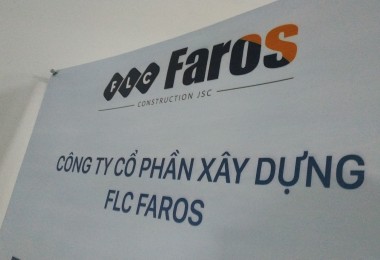 FLC Faros
CONSTRUCTION JSC
CÔNG TY CỔ PHẦN XÂY DỰNG
FLC FAROS